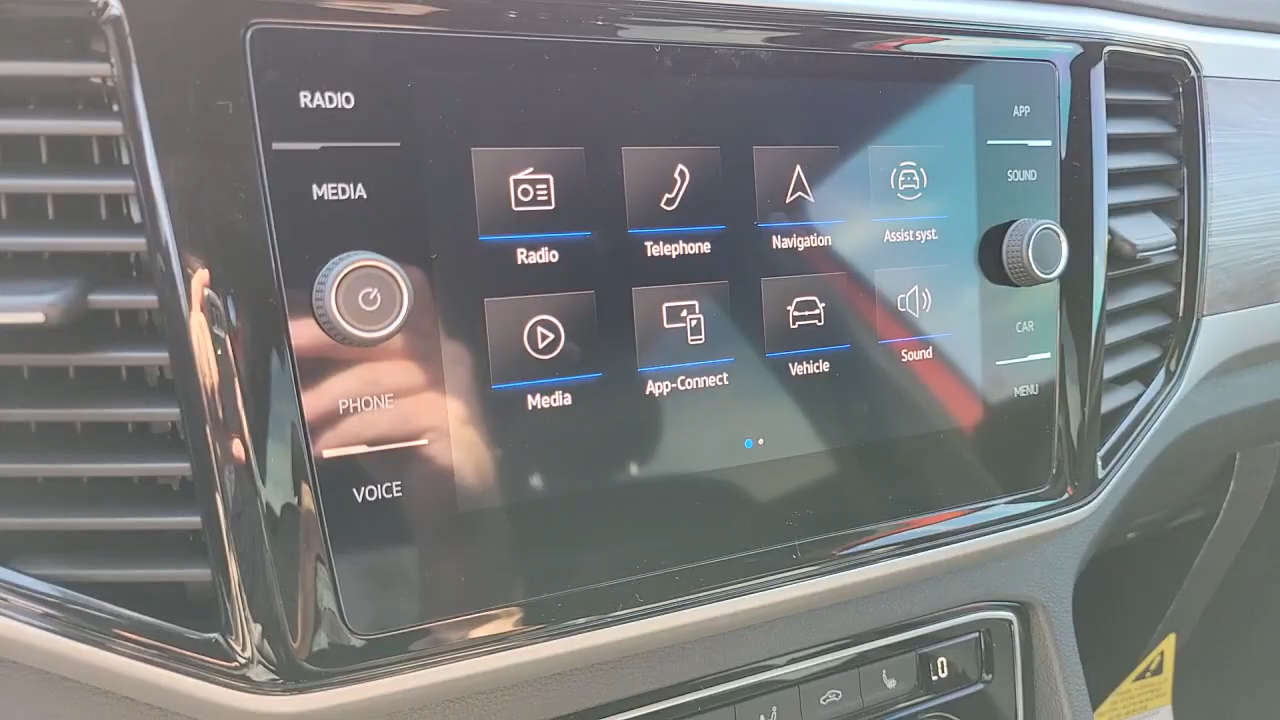 RADIO
MEDIA
PHONE
VOICE
Radio
Telephone
Navigation
Assist syst.
Media
App-Connect
Vehicle
Sound
APP
SOUND
CAR
MENU
LO